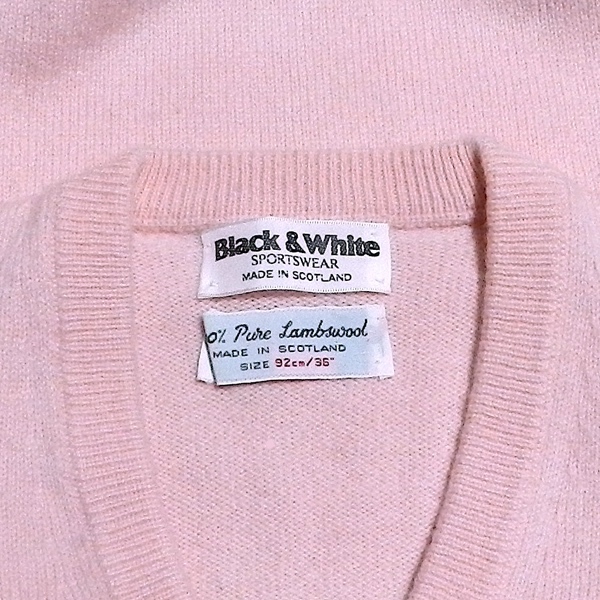 Black & White
SPORTSWEAR
MADE IN SCOTLAND
0% Pure Lambswool
MADE IN SCOTLAND
SIZE 92cm/36"